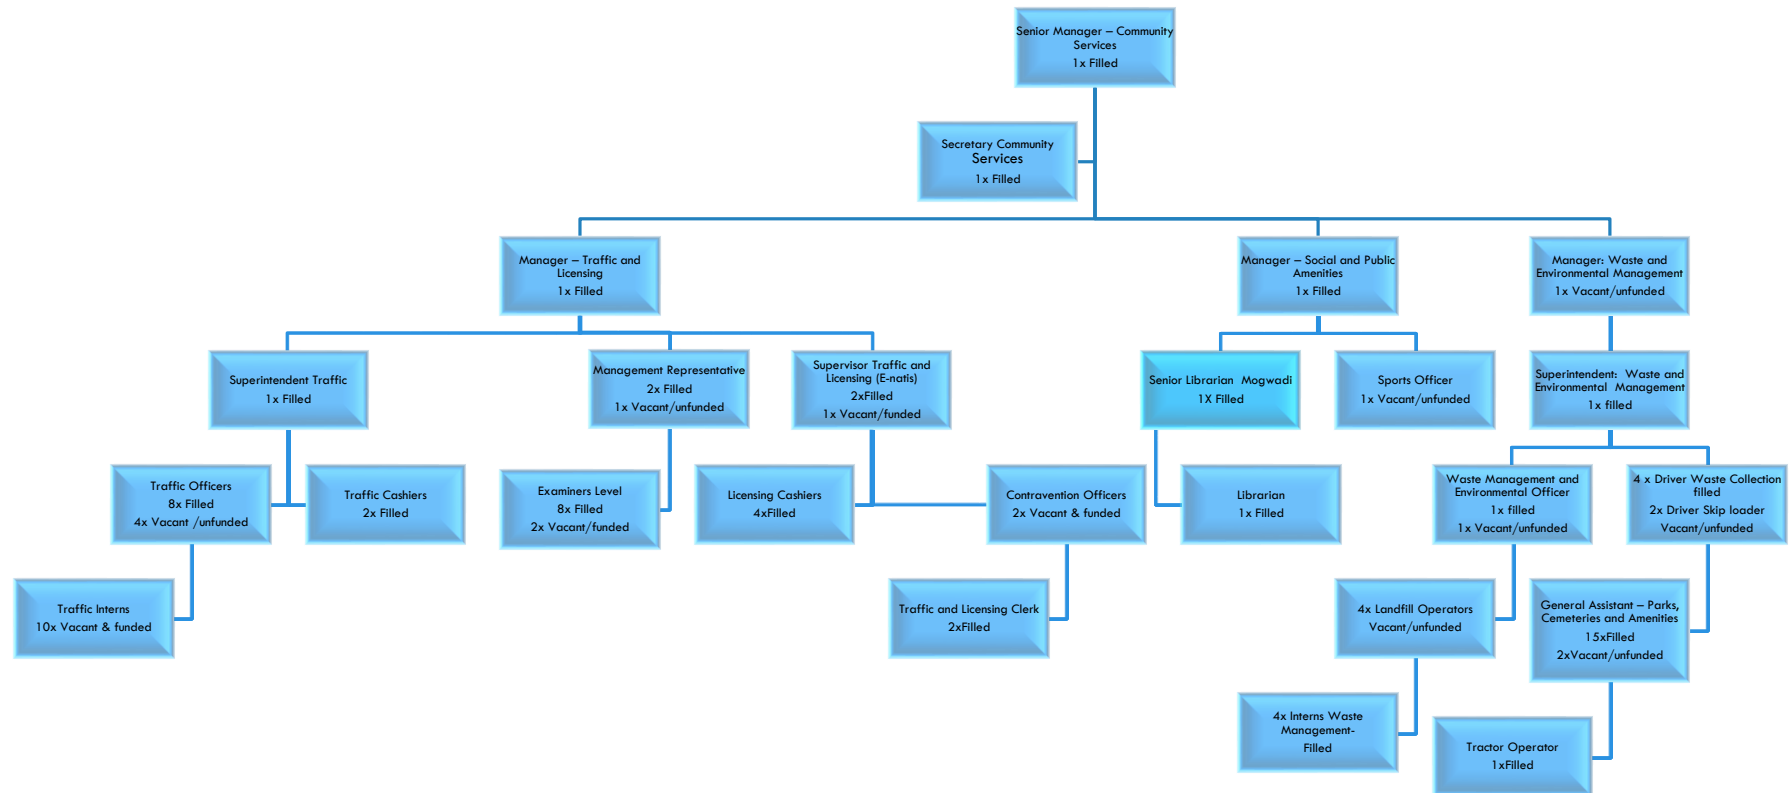 Senior Manager – Community
Services
1x Filled
Secretary Community
Services
1x Filled
Manager – Traffic and
Licensing
1x Filled
Manager – Social and Public
Amenities
1x Filled
Manager: Waste and
Environmental Management
1x Vacant/unfunded
Superintendent Traffic
1x Filled
Management Representative
2x Filled
1x Vacant/unfunded
Supervisor Traffic and
Licensing (E-natis)
2xFilled
1x Vacant/funded
Senior Librarian Mogwadi
1X Filled
Sports Officer
1x Vacant/unfunded
Superintendent: Waste and
Environmental Management
1x filled
Traffic Officers
8x Filled
4x Vacant /unfunded
Traffic Cashiers
2x Filled
Examiners Level
8x Filled
2x Vacant/funded
Licensing Cashiers
4xFilled
Contravention Officers
2x Vacant & funded
Librarian
1x Filled
Waste Management and
Environmental Officer
1x filled
1x Vacant/unfunded
4 x Driver Waste Collection
filled
2x Driver Skip loader
Vacant/unfunded
Traffic Interns
10x Vacant & funded
Traffic and Licensing Clerk
2xFilled
4x Landfill Operators
Vacant/unfunded
General Assistant – Parks,
Cemeteries and Amenities
15xFilled
2xVacant/unfunded
4x Interns Waste
Management-
Filled
Tractor Operator
1xFilled